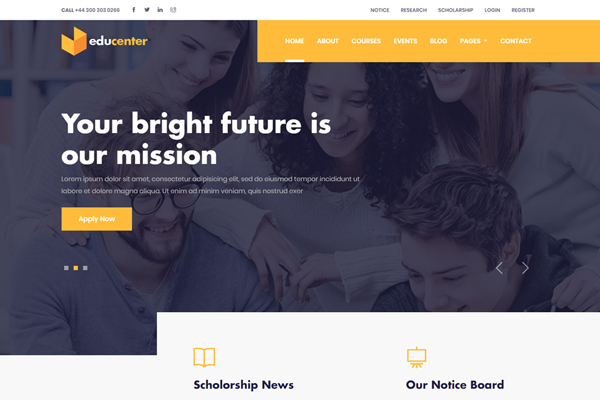 CALL +44 300 303 0266
NOTICE RESEARCH SCHOLARSHIP LOGIN REGISTER
educenter
HOME ABOUT COURSES EVENTS BLOG PAGES CONTACT
Your bright future is
our mission
Lorem ipsum dolor sit amet, consectetur adipisicing elit, sed do eiusmod tempor incididunt ut
labore et dolore magna aliqua. Ut enim ad minim veniam, quis nostrud exer
Apply Now
Scholorship News
Our Notice Board